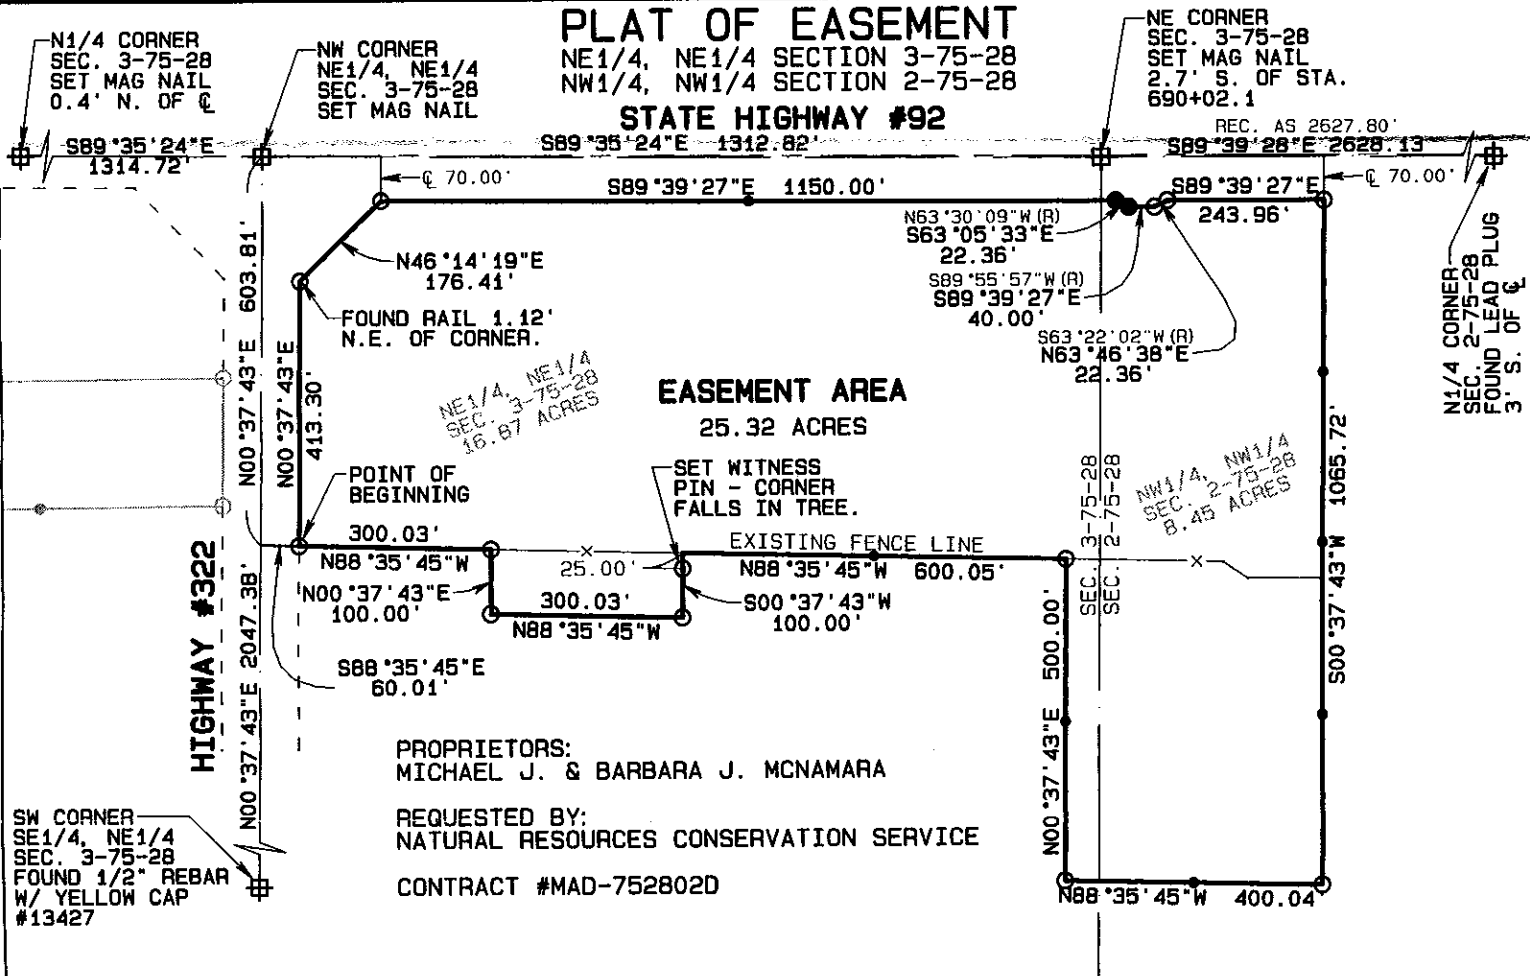 PLAT OF EASEMENT
NE1/4, NE1/4 SECTION 3-75-28
NW1/4, NW1/4 SECTION 2-75-28
STATE HIGHWAY #92
N1/4 CORNER
SEC. 3-75-28
SET MAG NAIL
0.4' N. OF ℄
NW CORNER
NE1/4, NE1/4
SEC. 3-75-28
SET MAG NAIL
NE CORNER
SEC. 3-75-28
SET MAG NAIL
2.7' S. OF STA.
690+02.1
REC. AS 2627.80'
S89°35'24"E
1314.72'
S89°35'24"E 1312.82'
S89°39'28"E 2628.13
℄ 70.00'
S89°39'27"E 1150.00'
S89°39'27"E
243.96'
℄ 70.00'
N63°30'09"W(R)
S63°05'33"E
22.36'
S89°55'57"W(R)
S89°39'27"E
40.00'
S63°22'02"W(R)
N63°46'38"E
22.36'
N1/4 CORNER
SEC. 2-75-28
FOUND LEAD PLUG
3' S. OF ℄
N46°14'19"E
176.41'
FOUND RAIL 1.12'
N.E. OF CORNER.
N00°37'43"E 603.81'
N00°37'43"E
413.30'
NE1/4, NE1/4
SEC. 3-75-28
16.87 ACRES
EASEMENT AREA
25.32 ACRES
NW1/4, NW1/4
SEC. 2-75-28
8.45 ACRES
POINT OF
BEGINNING
SET WITNESS
PIN - CORNER
FALLS IN TREE.
SEC. 3-75-28
SEC. 2-75-28
S00°37'43"W 1065.72'
300.03'
N88°35'45"W
EXISTING FENCE LINE
N88°35'45"W 600.05'
25.00'
N00°37'43"E
100.00'
300.03'
N88°35'45"W
S00°37'43"W
100.00'
S88°35'45"E
60.01'
HIGHWAY #322
N00°37'43"E 2047.38'
N00°37'43"E 500.00'
PROPRIETORS:
MICHAEL J. & BARBARA J. MCNAMARA
REQUESTED BY:
NATURAL RESOURCES CONSERVATION SERVICE
CONTRACT #MAD-752802D
SW CORNER
SE1/4, NE1/4
SEC. 3-75-28
FOUND 1/2" REBAR
W/ YELLOW CAP
#13427
N88°35'45"W 400.04'